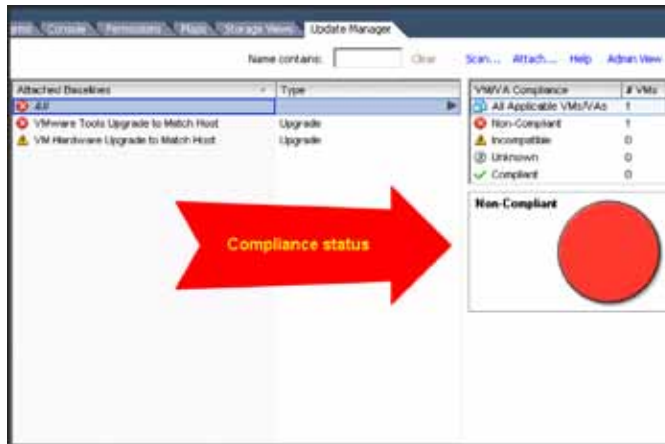 Console Permissions Maps Storage Views Update Manager
Name contains: Clear Scan... Attach... Help Admin View
Attached Baselines Type
All
VMware Tools Upgrade to Match Host Upgrade
VM Hardware Upgrade to Match Host Upgrade
VM/VA Compliance # VMs
All Applicable VMs/VAs 1
Non-Compliant 1
Incompatible 0
Unknown 0
Compliant 0
Non-Compliant
Compliance status